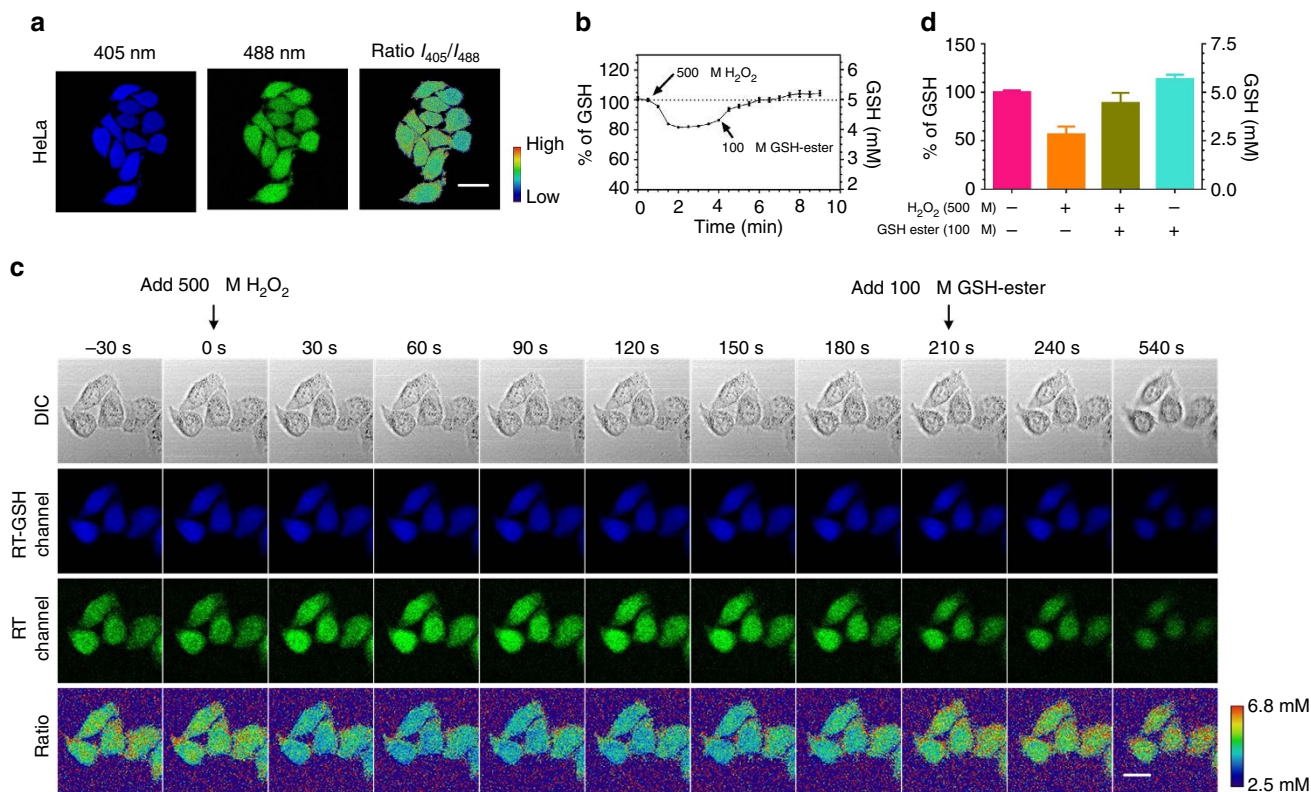 a
405 nm
488 nm
Ratio I405/I488
HeLa
High
Low
b
120
100
80
60
40
% of GSH
500 M H2O2
100 M GSH-ester
6
5
4
3
2
GSH (mM)
0 2 4 6 8 10
Time (min)
d
150
100
50
0
% of GSH
7.5
5.0
2.5
0.0
GSH (mM)
H2O2 (500 M) − + + −
GSH ester (100 M) − − + +
c
Add 500 M H2O2
Add 100 M GSH-ester
–30 s 0 s 30 s 60 s 90 s 120 s 150 s 180 s 210 s 240 s 540 s
DIC
RT-GSH
channel
RT
channel
Ratio
6.8 mM
2.5 mM